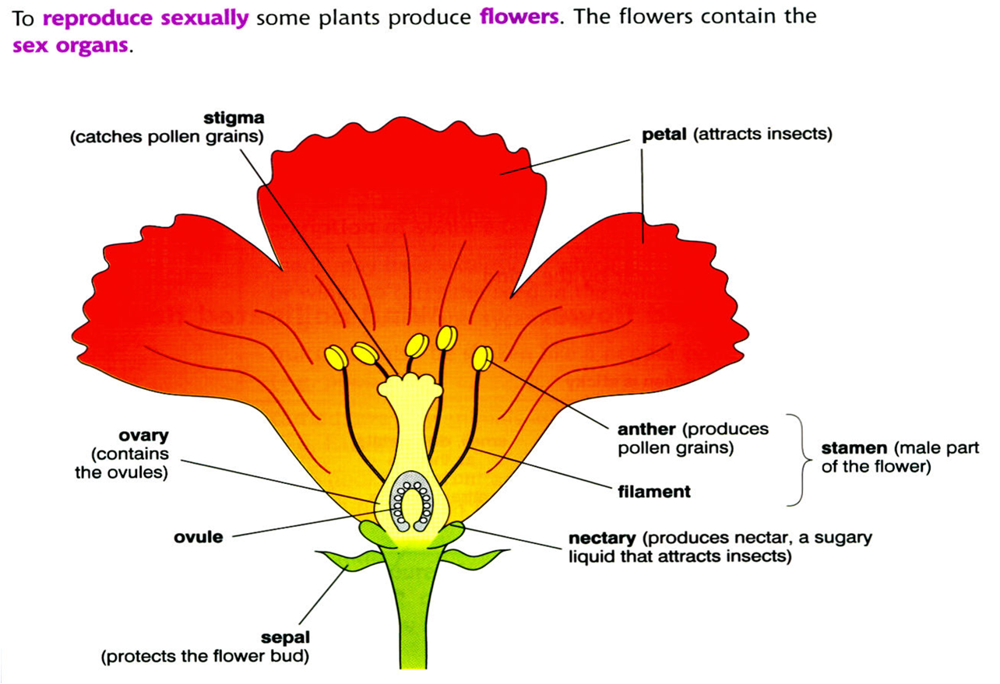 To reproduce sexually some plants produce flowers. The flowers contain the
sex organs.
stigma
(catches pollen grains)
petal (attracts insects)
ovary
(contains
the ovules)
anther (produces
pollen grains)
stamen (male part
of the flower)
filament
ovule
nectary (produces nectar, a sugary
liquid that attracts insects)
sepal
(protects the flower bud)